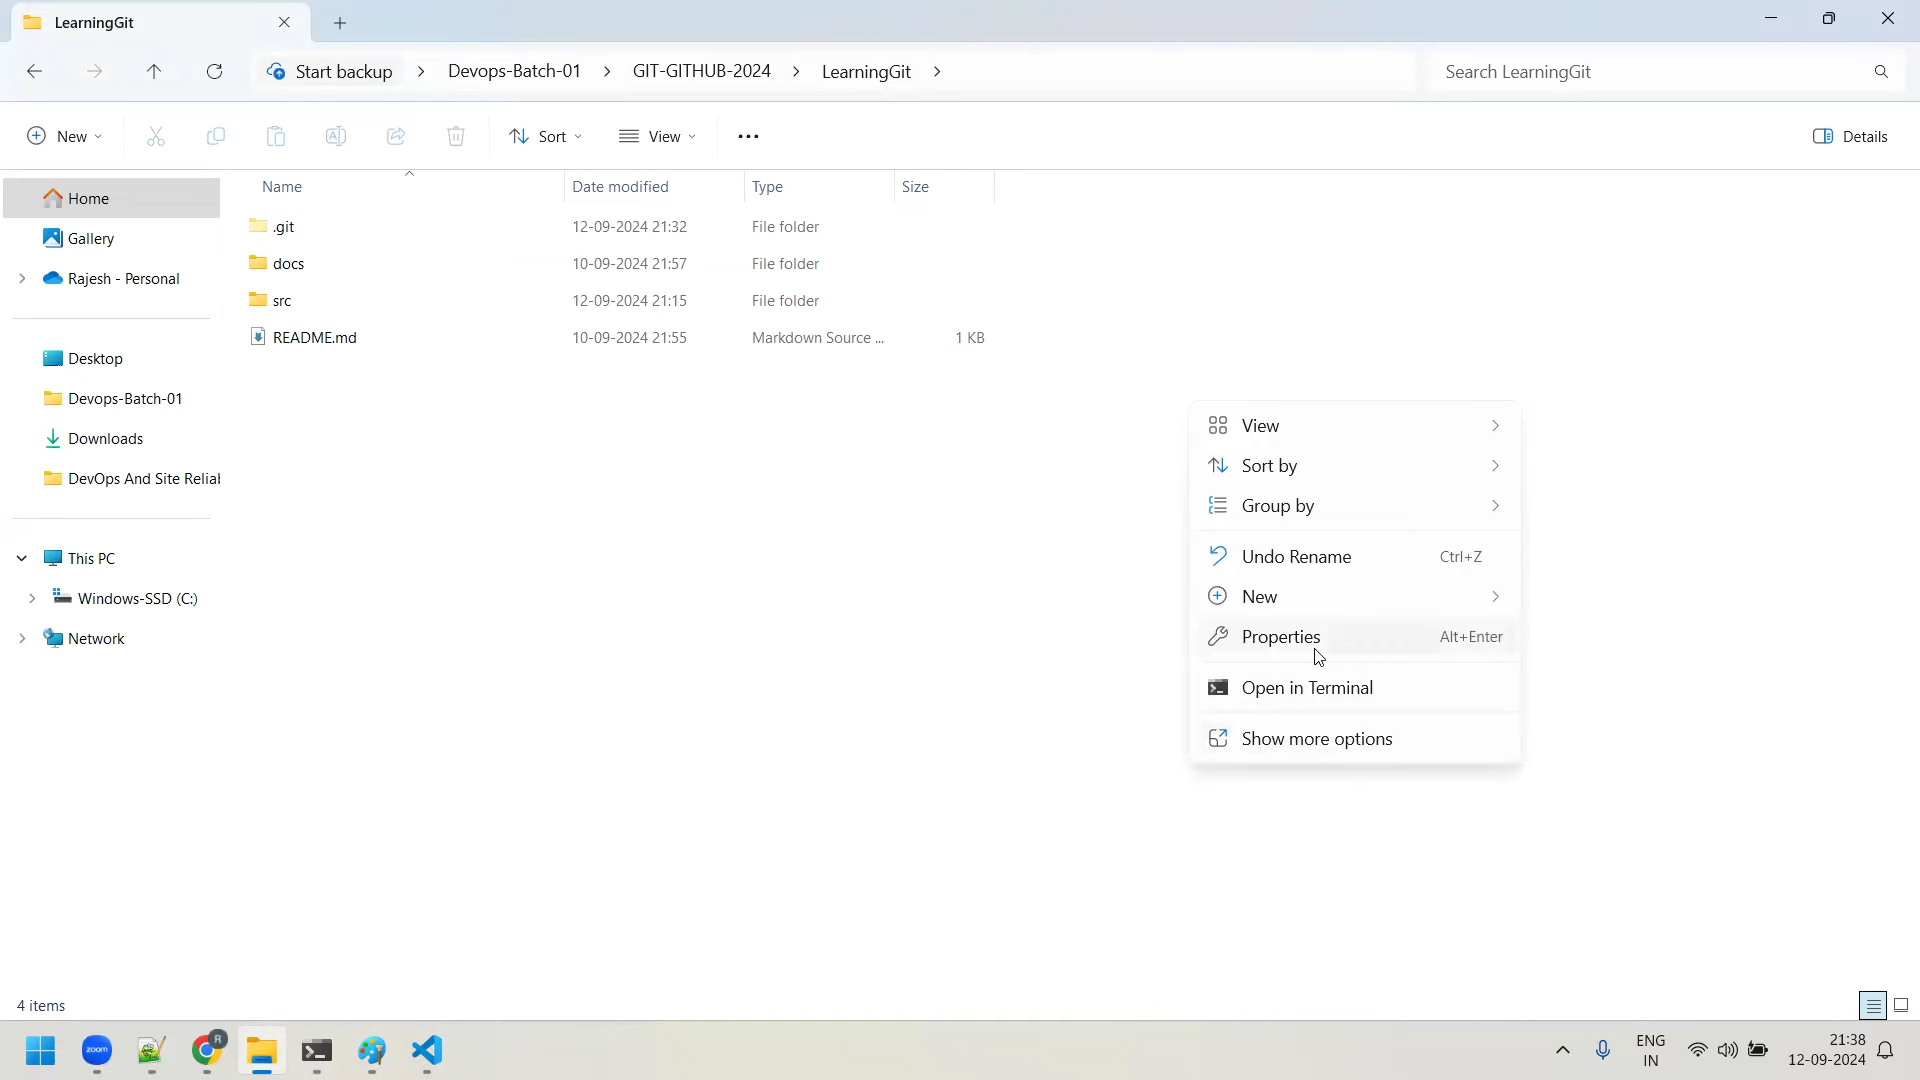 LearningGit
Start backup Devops-Batch-01 GIT-GITHUB-2024 LearningGit
Search LearningGit
New Sort View Details
Name Date modified Type Size
Home
Gallery
Rajesh - Personal
Desktop
Devops-Batch-01
Downloads
DevOps And Site Reliab
This PC
Windows-SSD (C:)
Network
.git 12-09-2024 21:32 File folder
docs 10-09-2024 21:57 File folder
src 12-09-2024 21:15 File folder
README.md 10-09-2024 21:55 Markdown Source ... 1 KB
View
Sort by
Group by
Undo Rename Ctrl+Z
New
Properties Alt+Enter
Open in Terminal
Show more options
4 items
zoom
R
ENG
IN
21:38
12-09-2024